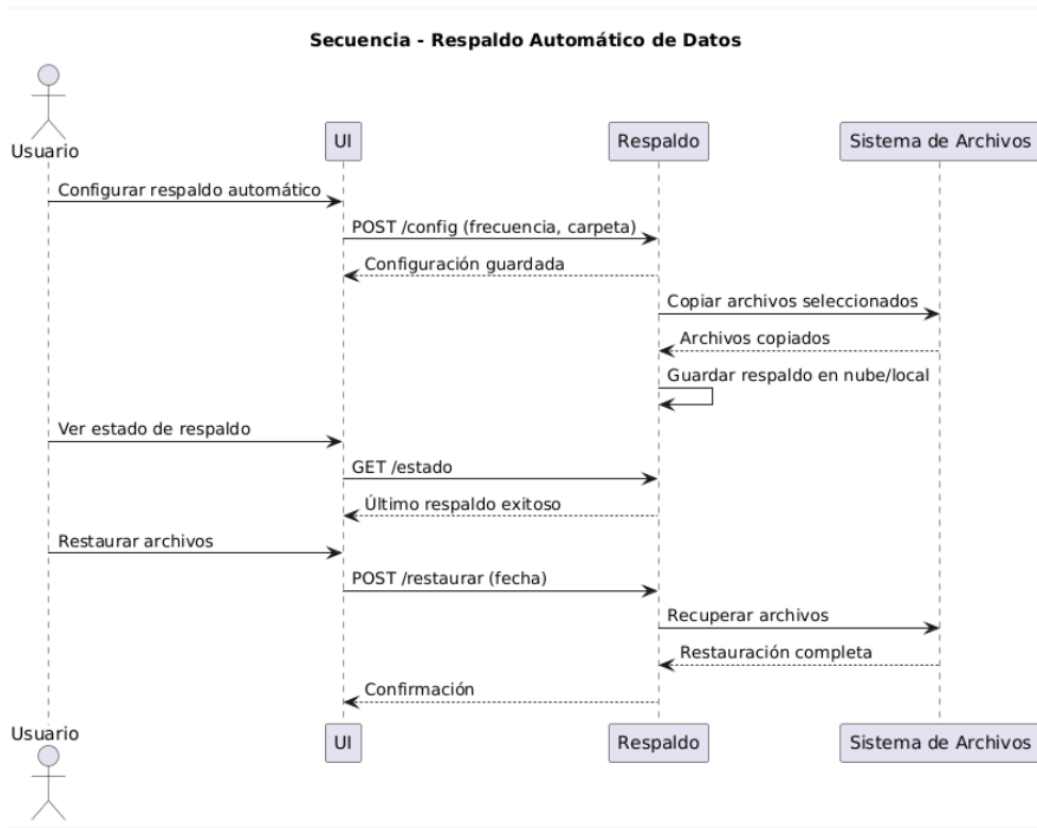 Secuencia - Respaldo Automático de Datos
Usuario
UI
Respaldo
Sistema de Archivos
Configurar respaldo automático
POST /config (frecuencia, carpeta)
Configuración guardada
Copiar archivos seleccionados
Archivos copiados
Guardar respaldo en nube/local
Ver estado de respaldo
GET /estado
Último respaldo exitoso
Restaurar archivos
POST /restaurar (fecha)
Recuperar archivos
Restauración completa
Confirmación
Usuario
UI
Respaldo
Sistema de Archivos